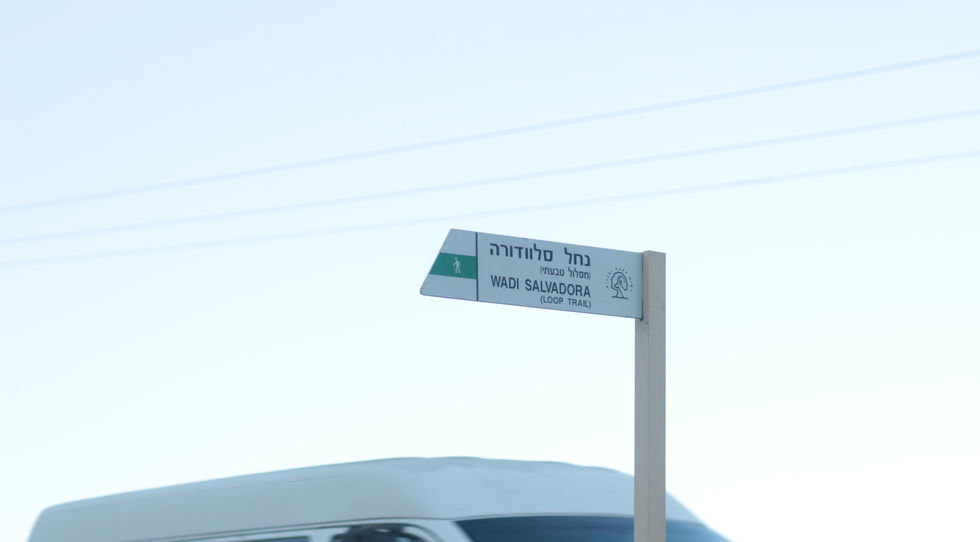 נחל סלוודורה
(מסלול טבעתי)
WADI SALVADORA
(LOOP TRAIL)